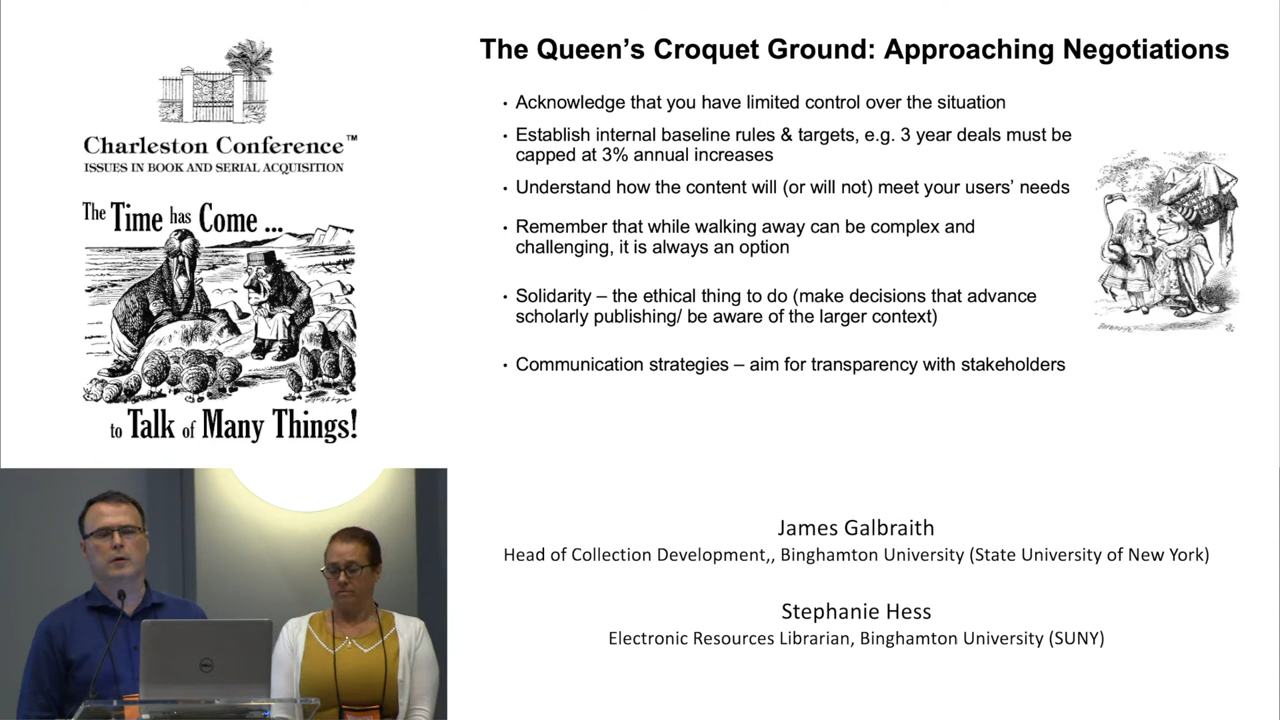 Charleston Conference™
ISSUES IN BOOK AND SERIAL ACQUISITION
The Time has Come ...
to Talk of Many Things!
The Queen's Croquet Ground: Approaching Negotiations
• Acknowledge that you have limited control over the situation
• Establish internal baseline rules & targets, e.g. 3 year deals must be
capped at 3% annual increases
• Understand how the content will (or will not) meet your users' needs
• Remember that while walking away can be complex and
challenging, it is always an option
• Solidarity – the ethical thing to do (make decisions that advance
scholarly publishing/ be aware of the larger context)
• Communication strategies – aim for transparency with stakeholders
James Galbraith
Head of Collection Development,, Binghamton University (State University of New York)
Stephanie Hess
Electronic Resources Librarian, Binghamton University (SUNY)
DELL